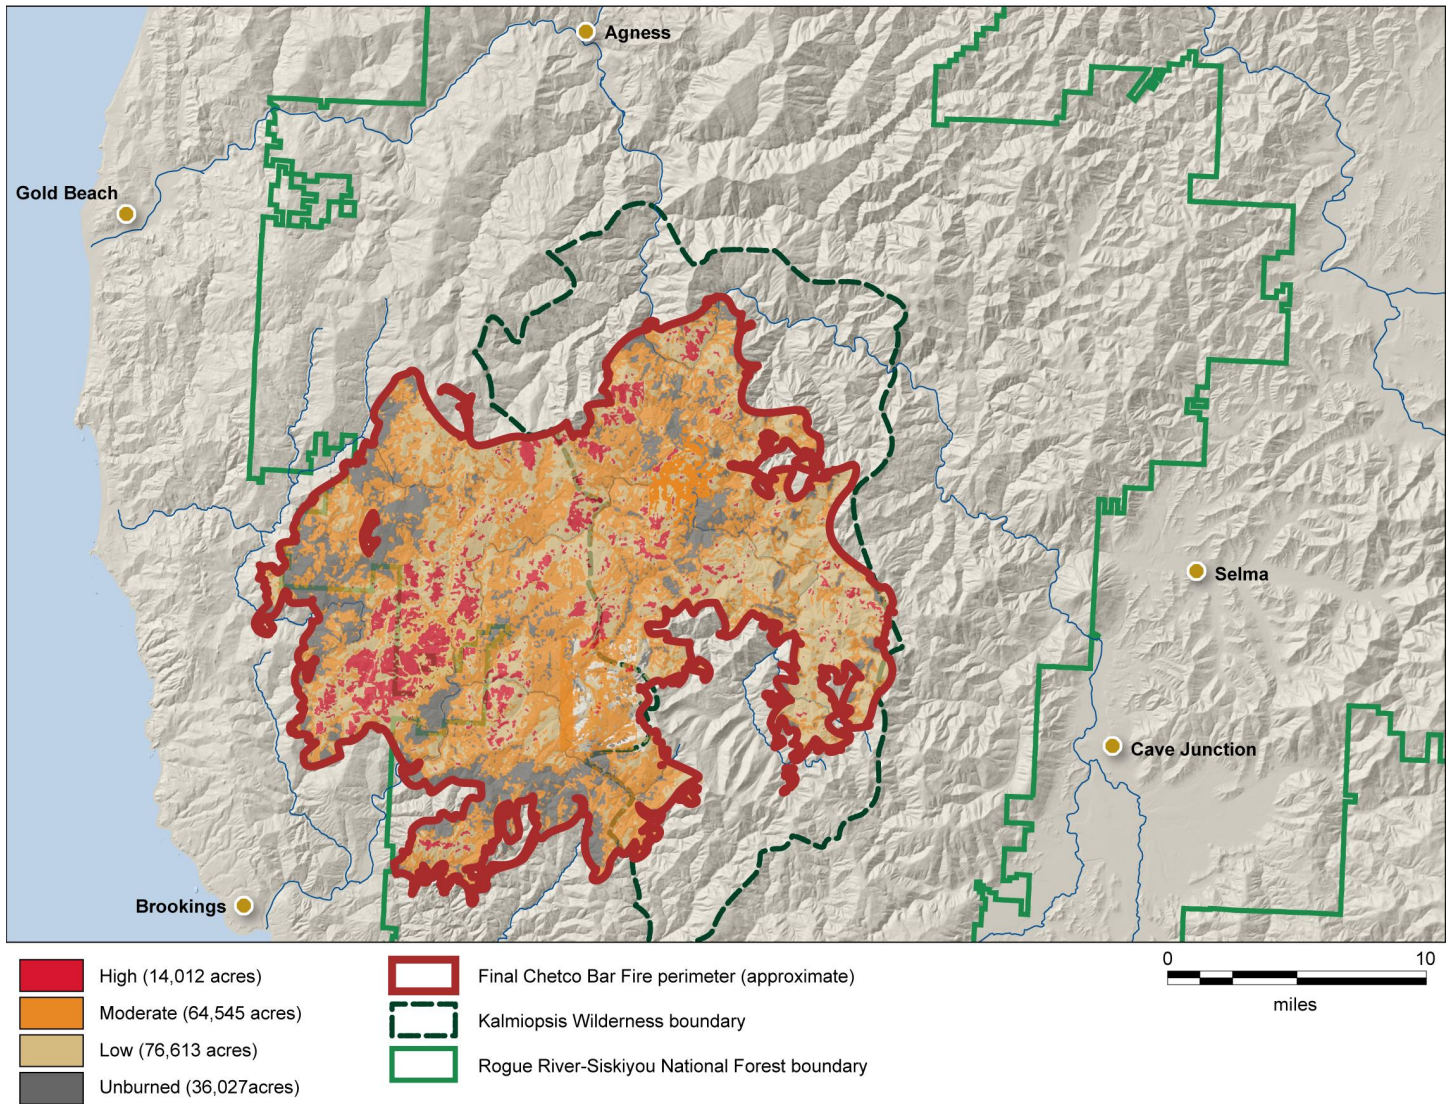 Agness
Gold Beach
Selma
Cave Junction
Brookings
High (14,012 acres)
Moderate (64,545 acres)
Low (76,613 acres)
Unburned (36,027acres)
Final Chetco Bar Fire perimeter (approximate)
Kalmiopsis Wilderness boundary
Rogue River-Siskiyou National Forest boundary
0 10
miles